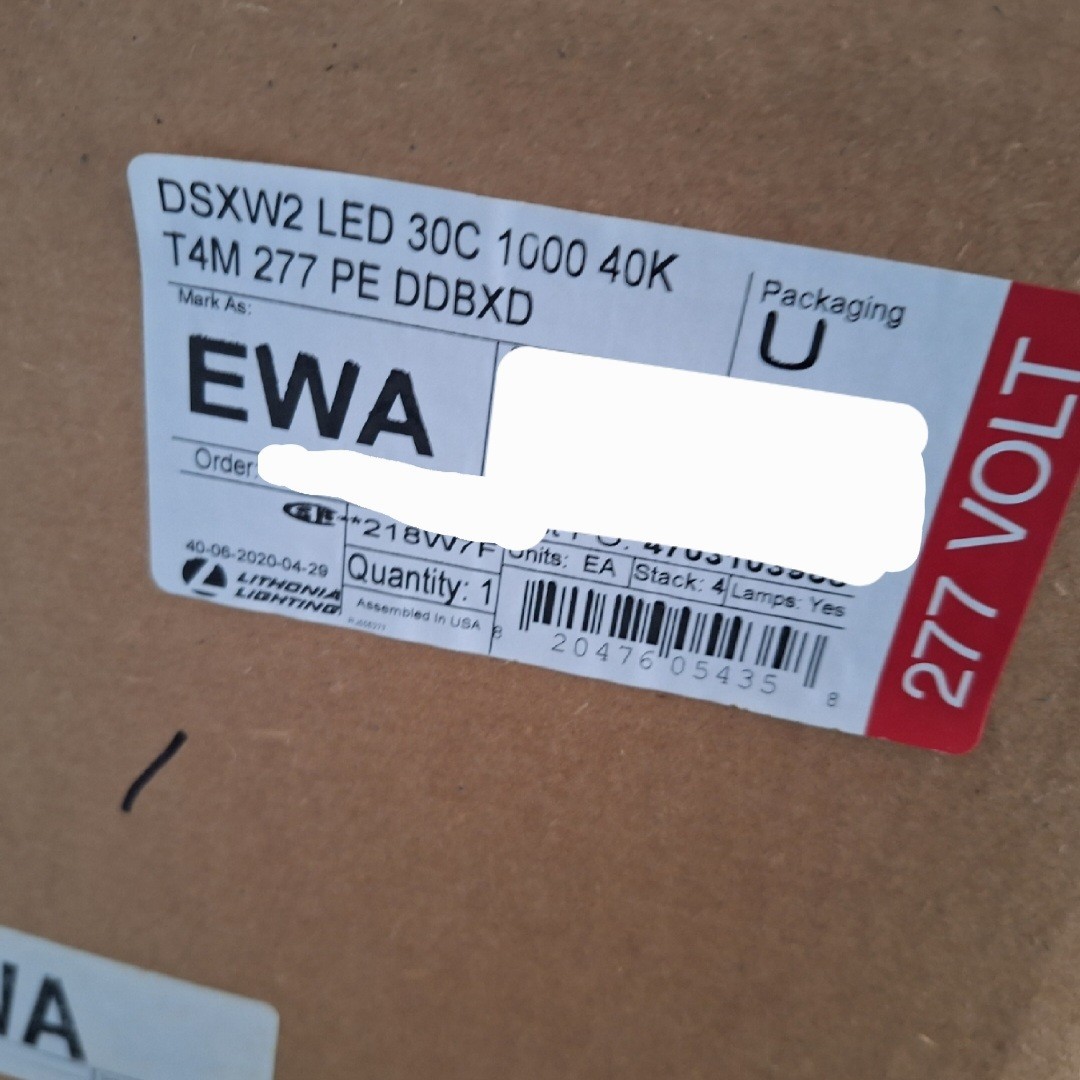 DSXW2 LED 30C 1000 40K
T4M 277 PE DDBXD
Packaging
U
Mark As:
EWA
Order:
**218W7F
40-06-2020-04-29
LITHONIA
LIGHTING
Quantity: 1
Assembled in USA
Units: EA
Stack: 4
Lamps: Yes
8 20476 05435 8
277 VOLT